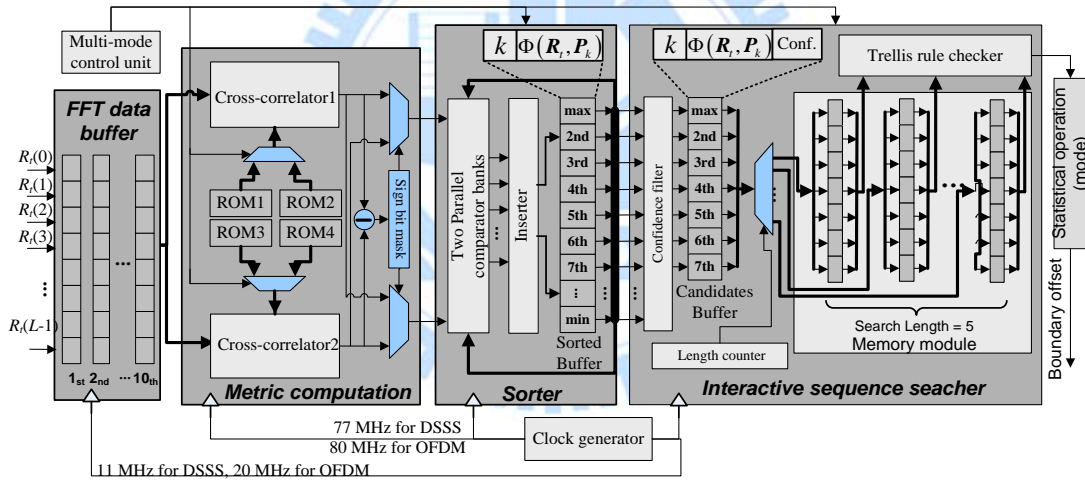 Multi-mode
control unit
FFT data
buffer
Rt(0)
Rt(1)
Rt(2)
Rt(3)
...
Rt(L-1)
...
1st 2nd ... 10th
Cross-correlator1
ROM1 ROM2
ROM3 ROM4
Cross-correlator2
Sign bit mask
Metric computation
k Φ(Rt, Pk)
Two Parallel
comparator banks
...
Inserter
...
max
2nd
3rd
4th
5th
6th
7th
...
min
Sorted
Buffer
Sorter
k Φ(Rt, Pk) Conf.
Confidence filter
max
2nd
3rd
4th
5th
6th
7th
Candidates
Buffer
Length counter
Trellis rule checker
...
Search Length = 5
Memory module
Interactive sequence seacher
Statistical operation
(mode)
Boundary offset
77 MHz for DSSS
80 MHz for OFDM
Clock generator
11 MHz for DSSS, 20 MHz for OFDM